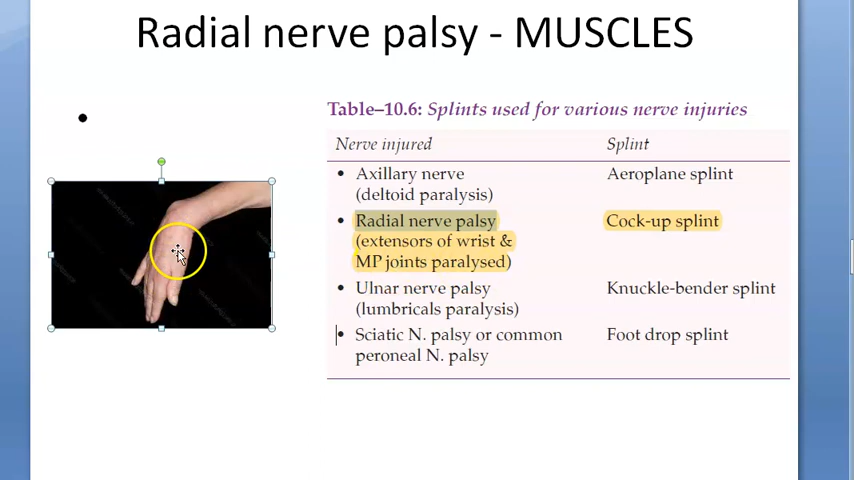 Radial nerve palsy - MUSCLES
Table–10.6: Splints used for various nerve injuries
Nerve injured Splint
• Axillary nerve Aeroplane splint
(deltoid paralysis)
• Radial nerve palsy Cock-up splint
(extensors of wrist &
MP joints paralysed)
• Ulnar nerve palsy Knuckle-bender splint
(lumbricals paralysis)
• Sciatic N. palsy or common Foot drop splint
peroneal N. palsy